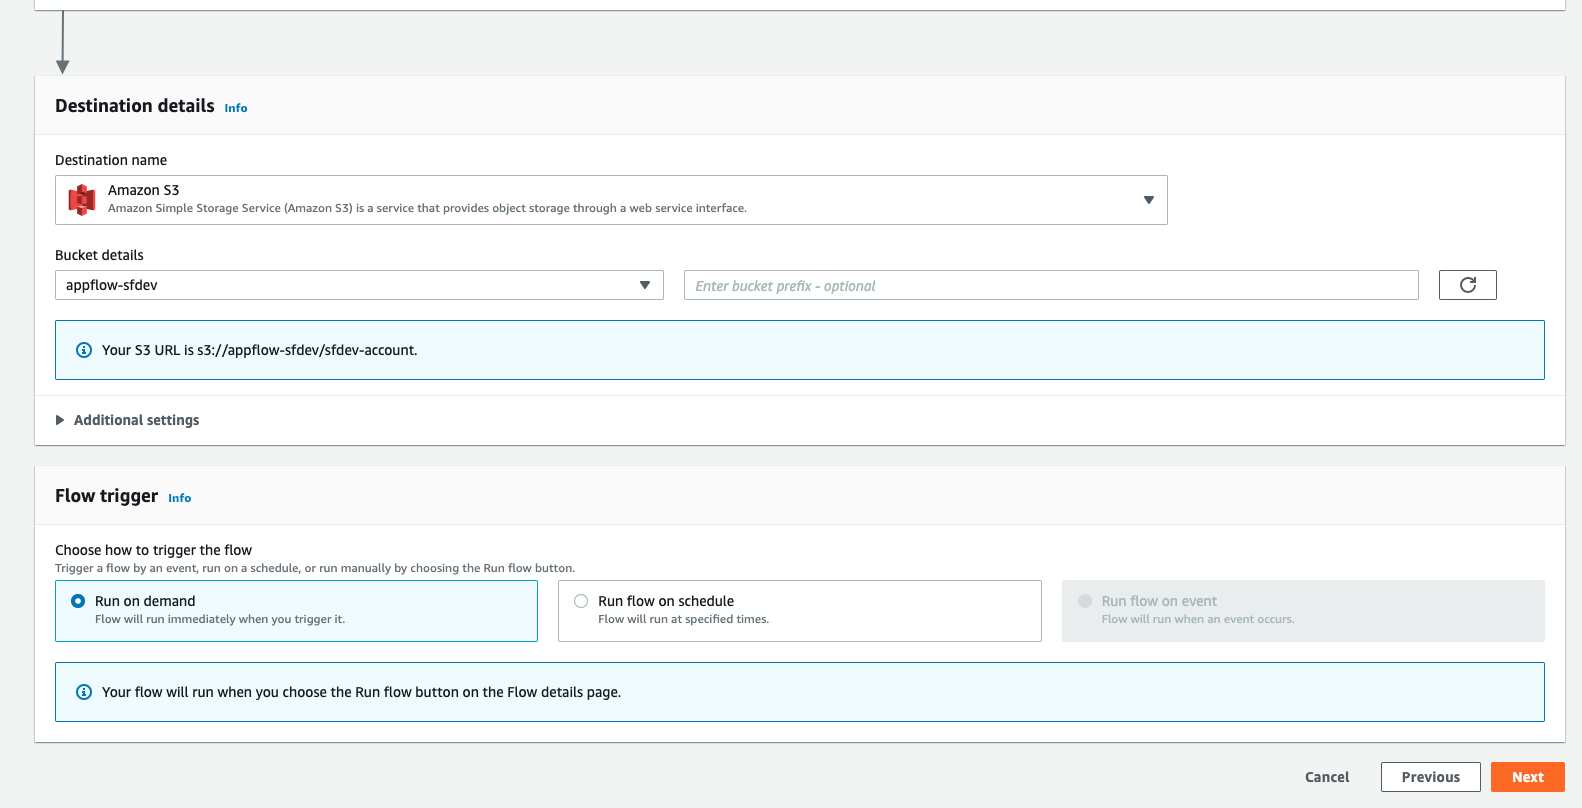 Destination details Info
Destination name
Amazon S3
Amazon Simple Storage Service (Amazon S3) is a service that provides object storage through a web service interface.
Bucket details
appflow-sfdev
Enter bucket prefix - optional
Your S3 URL is s3://appflow-sfdev/sfdev-account.
Additional settings
Flow trigger Info
Choose how to trigger the flow
Trigger a flow by an event, run on a schedule, or run manually by choosing the Run flow button.
Run on demand
Flow will run immediately when you trigger it.
Run flow on schedule
Flow will run at specified times.
Run flow on event
Flow will run when an event occurs.
Your flow will run when you choose the Run flow button on the Flow details page.
Cancel
Previous
Next